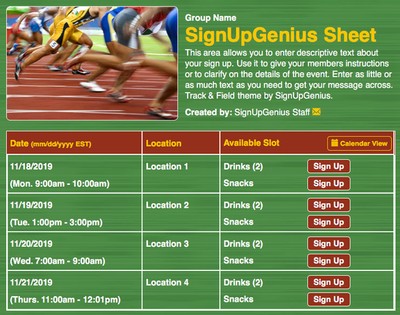 Group Name
SignUpGenius Sheet
This area allows you to enter descriptive text about
your sign up. Use it to give your members instructions
or to clarify on the details of the event. Enter as little or
as much text as you need to get your message across.
Track & Field theme by SignUpGenius.
Created by: SignUpGenius Staff
Date (mm/dd/yyyy EST) Location Available Slot Calendar View
11/18/2019 Location 1 Drinks (2) Sign Up
(Mon. 9:00am - 10:00am) Snacks Sign Up
11/19/2019 Location 2 Drinks (2) Sign Up
(Tue. 1:00pm - 3:00pm) Snacks Sign Up
11/20/2019 Location 3 Drinks (2) Sign Up
(Wed. 7:00am - 9:00am) Snacks Sign Up
11/21/2019 Location 4 Drinks (2) Sign Up
(Thurs. 11:00am - 12:01pm) Snacks Sign Up